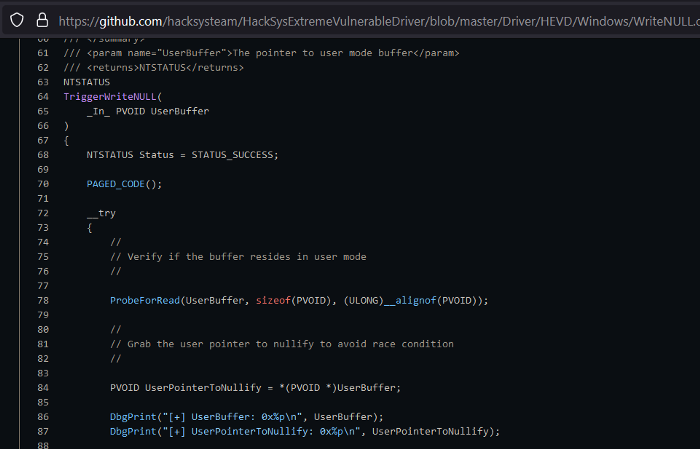 https://github.com/hacksysteam/HackSysExtremeVulnerableDriver/blob/master/Driver/HEVD/Windows/WriteNULL.c
60 /// </summary>
61 /// <param name="UserBuffer">The pointer to user mode buffer</param>
62 /// <returns>NTSTATUS</returns>
63 NTSTATUS
64 TriggerWriteNULL(
65     _In_ PVOID UserBuffer
66 )
67 {
68     NTSTATUS Status = STATUS_SUCCESS;
69
70     PAGED_CODE();
71
72     __try
73     {
74         //
75         // Verify if the buffer resides in user mode
76         //
77
78         ProbeForRead(UserBuffer, sizeof(PVOID), (ULONG)__alignof(PVOID));
79
80         //
81         // Grab the user pointer to nullify to avoid race condition
82         //
83
84         PVOID UserPointerToNullify = *(PVOID *)UserBuffer;
85
86         DbgPrint("[+] UserBuffer: 0x%p\n", UserBuffer);
87         DbgPrint("[+] UserPointerToNullify: 0x%p\n", UserPointerToNullify);
88